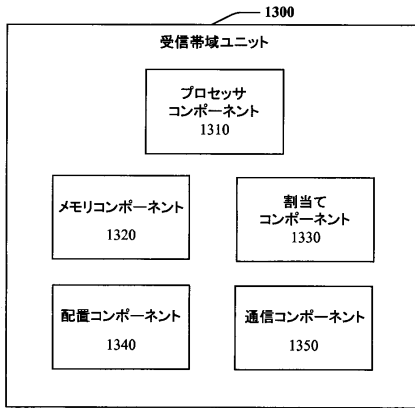 1300
受信帯域ユニット
プロセッサ
コンポーネント
1310
メモリコンポーネント
1320
割当て
コンポーネント
1330
配置コンポーネント
1340
通信コンポーネント
1350